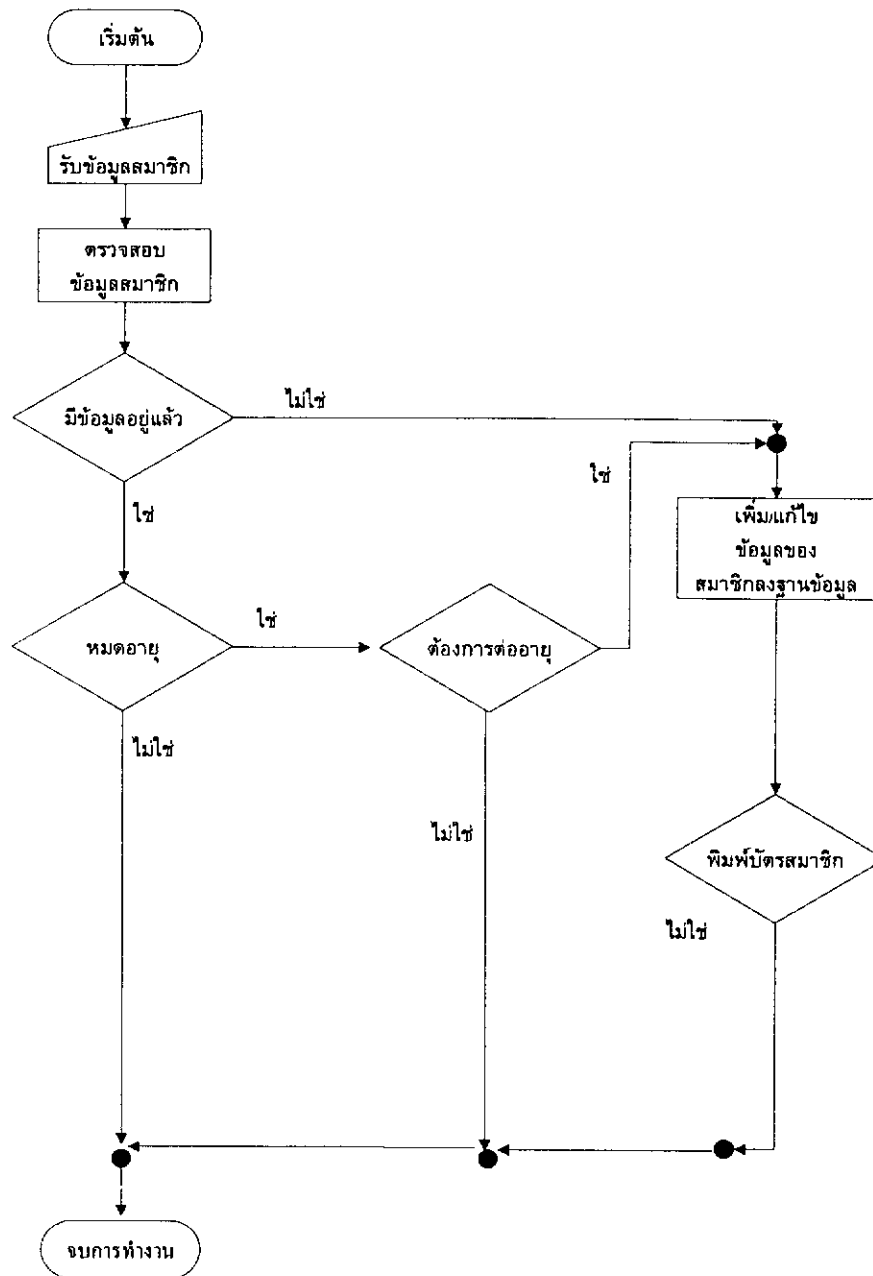 เริ่มต้น
รับข้อมูลสมาชิก
ตรวจสอบ
ข้อมูลสมาชิก
มีข้อมูลอยู่แล้ว
ไม่ใช่
ใช่
หมดอายุ
ใช่
ไม่ใช่
ต้องการต่ออายุ
ใช่
ไม่ใช่
เพิ่ม/แก้ไข
ข้อมูลของ
สมาชิกลงฐานข้อมูล
พิมพ์บัตรสมาชิก
ไม่ใช่
จบการทำงาน